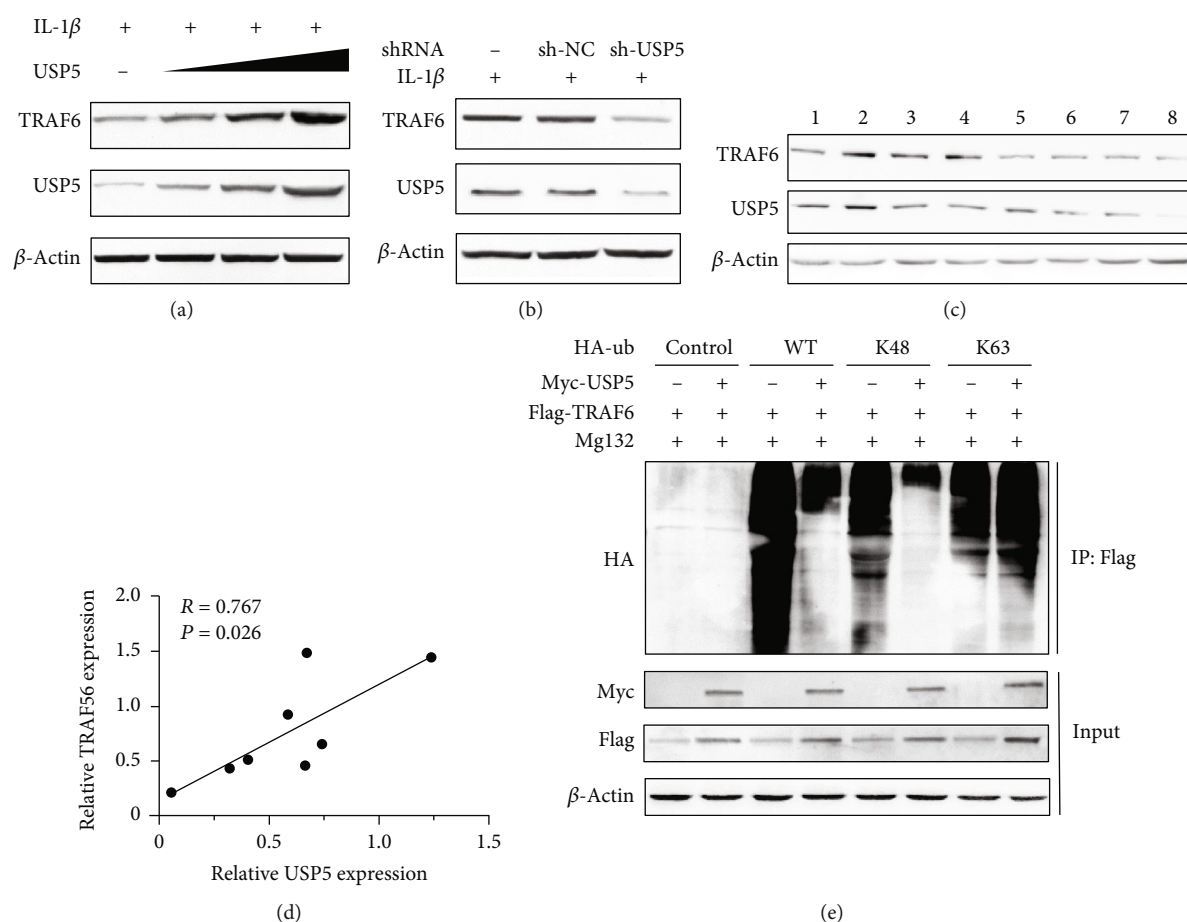 IL-1β + + + +
USP5 –
TRAF6
USP5
β-Actin
(a)
shRNA – sh-NC sh-USP5
IL-1β + + +
TRAF6
USP5
β-Actin
(b)
1 2 3 4 5 6 7 8
TRAF6
USP5
β-Actin
(c)
2.0
1.5
1.0
0.5
0
R = 0.767
P = 0.026
Relative TRAF56 expression
0 0.5 1.0 1.5
Relative USP5 expression
(d)
HA-ub Control WT K48 K63
Myc-USP5 – + – + – + – +
Flag-TRAF6 + + + + + + + +
Mg132 + + + + + + + +
HA
IP: Flag
Myc
Flag
Input
β-Actin
(e)